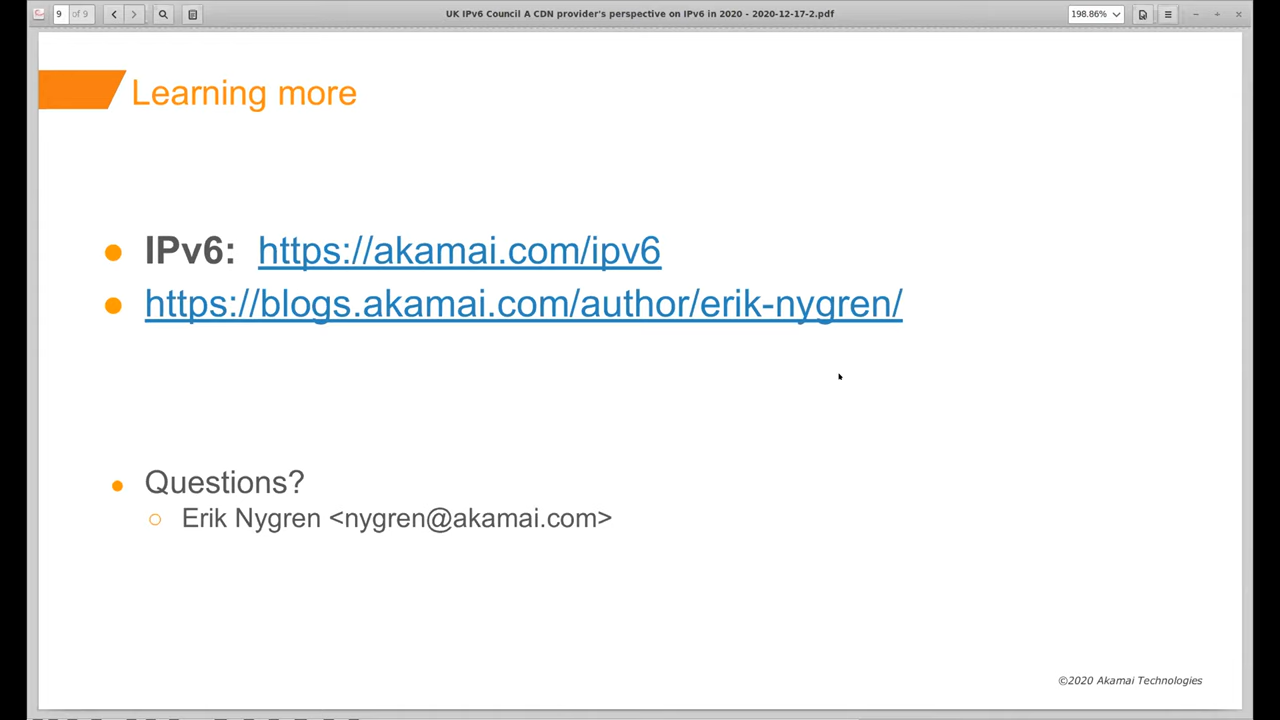 9 of 9
UK IPv6 Council A CDN provider's perspective on IPv6 in 2020 - 2020-12-17-2.pdf
198.86%
Learning more
IPv6: https://akamai.com/ipv6
https://blogs.akamai.com/author/erik-nygren/
Questions?
Erik Nygren <nygren@akamai.com>
©2020 Akamai Technologies